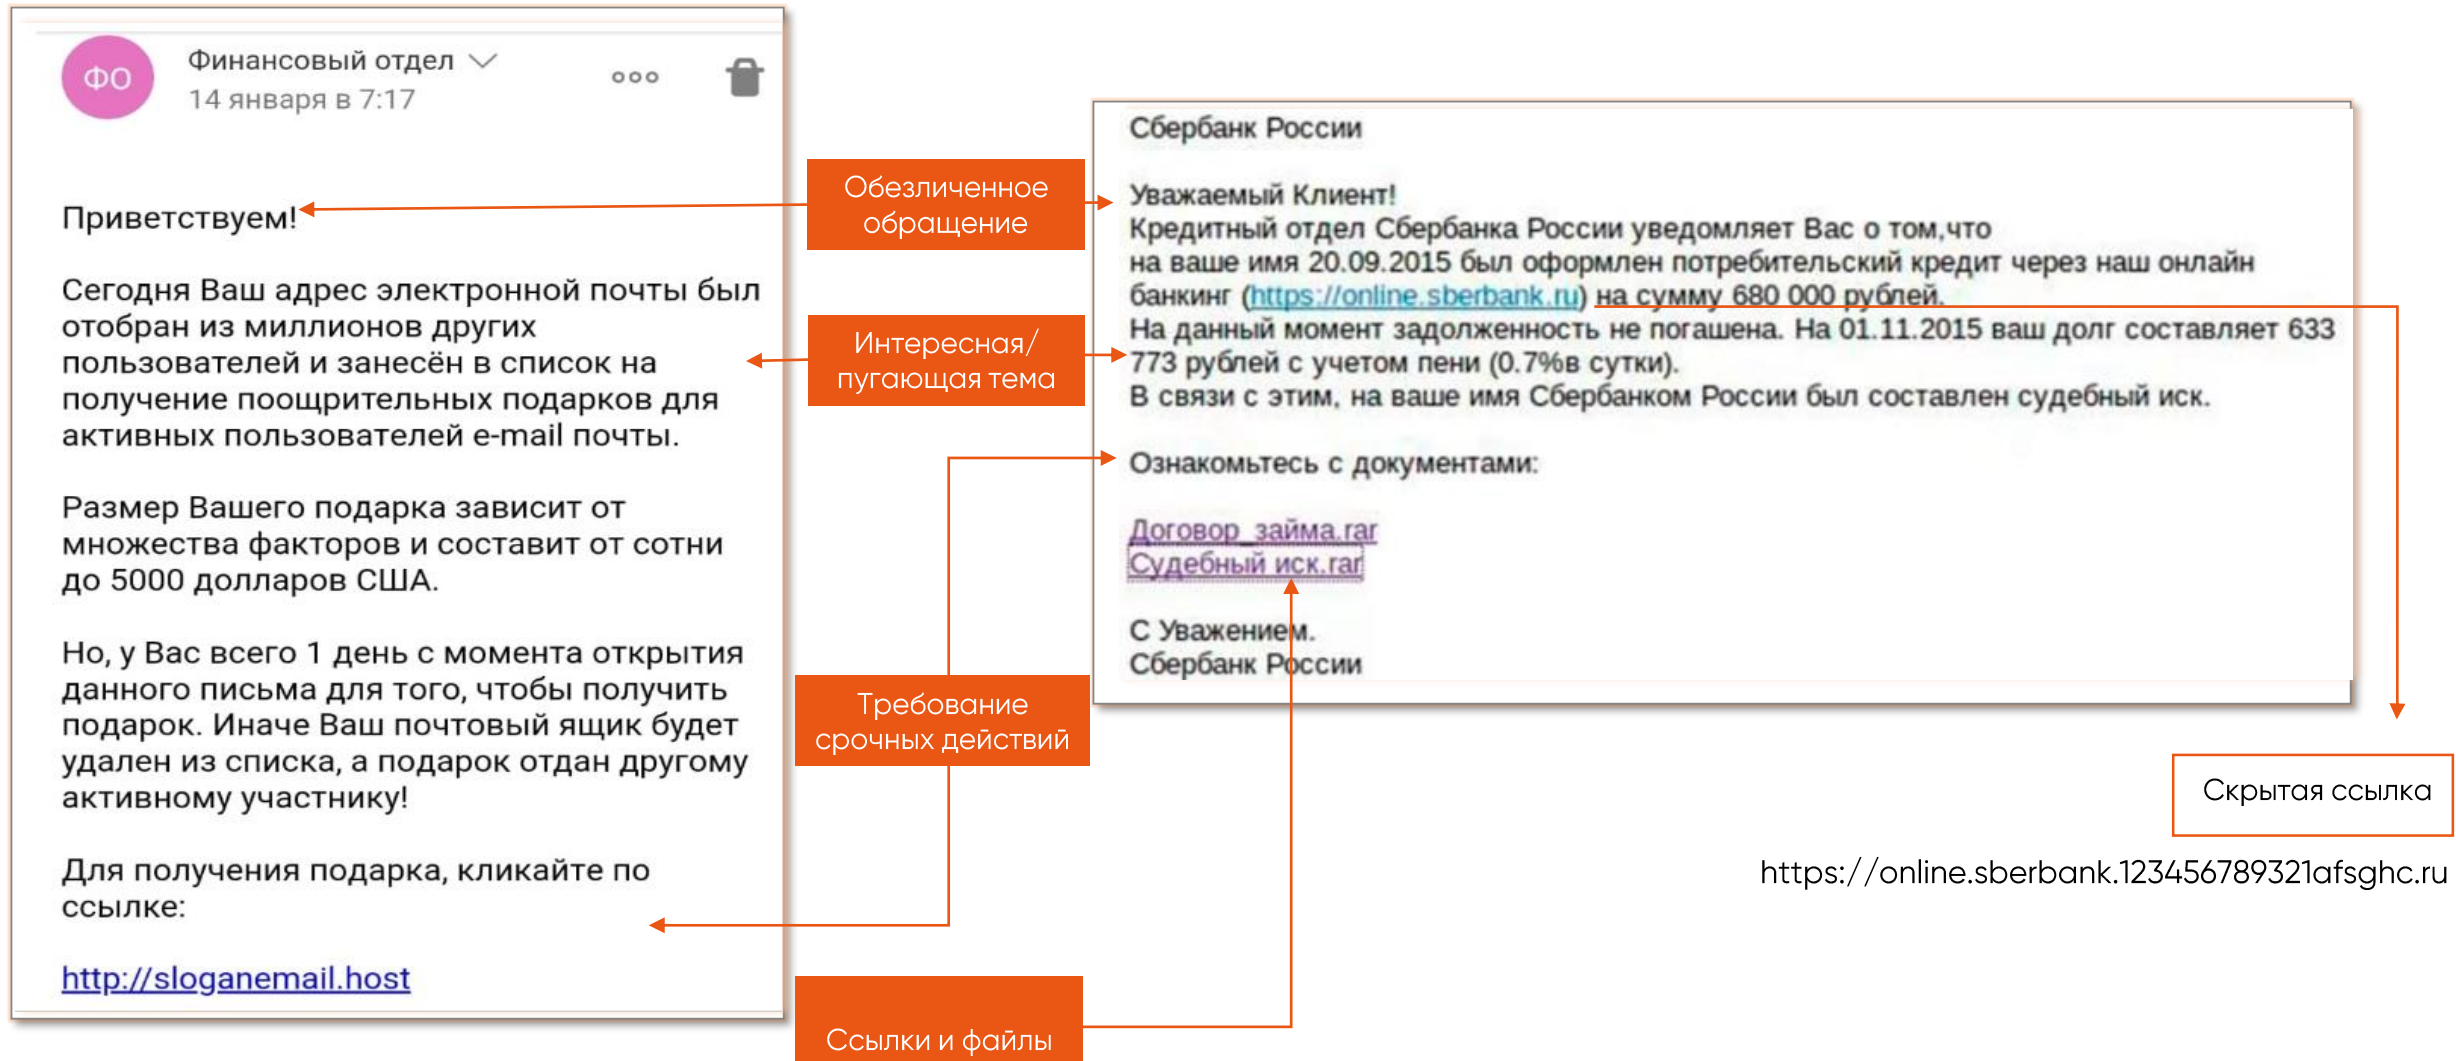 ФО
Финансовый отдел
14 января в 7:17
Приветствуем!
Сегодня Ваш адрес электронной почты был
отобран из миллионов других
пользователей и занесён в список на
получение поощрительных подарков для
активных пользователей e-mail почты.
Размер Вашего подарка зависит от
множества факторов и составит от сотни
до 5000 долларов США.
Но, у Вас всего 1 день с момента открытия
данного письма для того, чтобы получить
подарок. Иначе Ваш почтовый ящик будет
удален из списка, а подарок отдан другому
активному участнику!
Для получения подарка, кликайте по
ссылке:
http://sloganemail.host
Обезличенное
обращение
Интересная/
пугающая тема
Требование
срочных действий
Ссылки и файлы
Сбербанк России
Уважаемый Клиент!
Кредитный отдел Сбербанка России уведомляет Вас о том,что
на ваше имя 20.09.2015 был оформлен потребительский кредит через наш онлайн
банкинг (https://online.sberbank.ru) на сумму 680 000 рублей.
На данный момент задолженность не погашена. На 01.11.2015 ваш долг составляет 633
773 рублей с учетом пени (0.7%в сутки).
В связи с этим, на ваше имя Сбербанком России был составлен судебный иск.
Ознакомьтесь с документами:
Договор_займа.rar
Судебный иск.rar
С Уважением.
Сбербанк России
Скрытая ссылка
https://online.sberbank.123456789321afsghc.ru